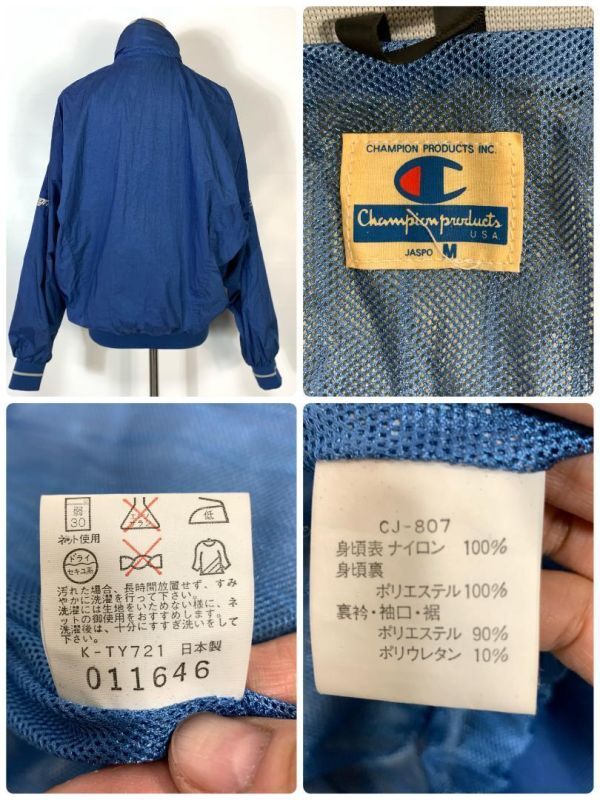 CHAMPION PRODUCTS INC.
Champion products
U.S.A.
JASPO M
弱
30
エンソ
サラシ
低
ネット使用
ドライ
セキユ系
汚れた場合、長時間放置せず、すみ
やかに洗濯を行って下さい。
洗濯には生地をいためない様に、ネ
ットの御使用をおすすめします。
洗濯後は、十分にすすぎ洗いをして
下さい。
K-TY721 日本製
011646
CJ-807
身頃表 ナイロン 100%
身頃裏
ポリエステル 100%
裏衿・袖口・裾
ポリエステル 90%
ポリウレタン 10%